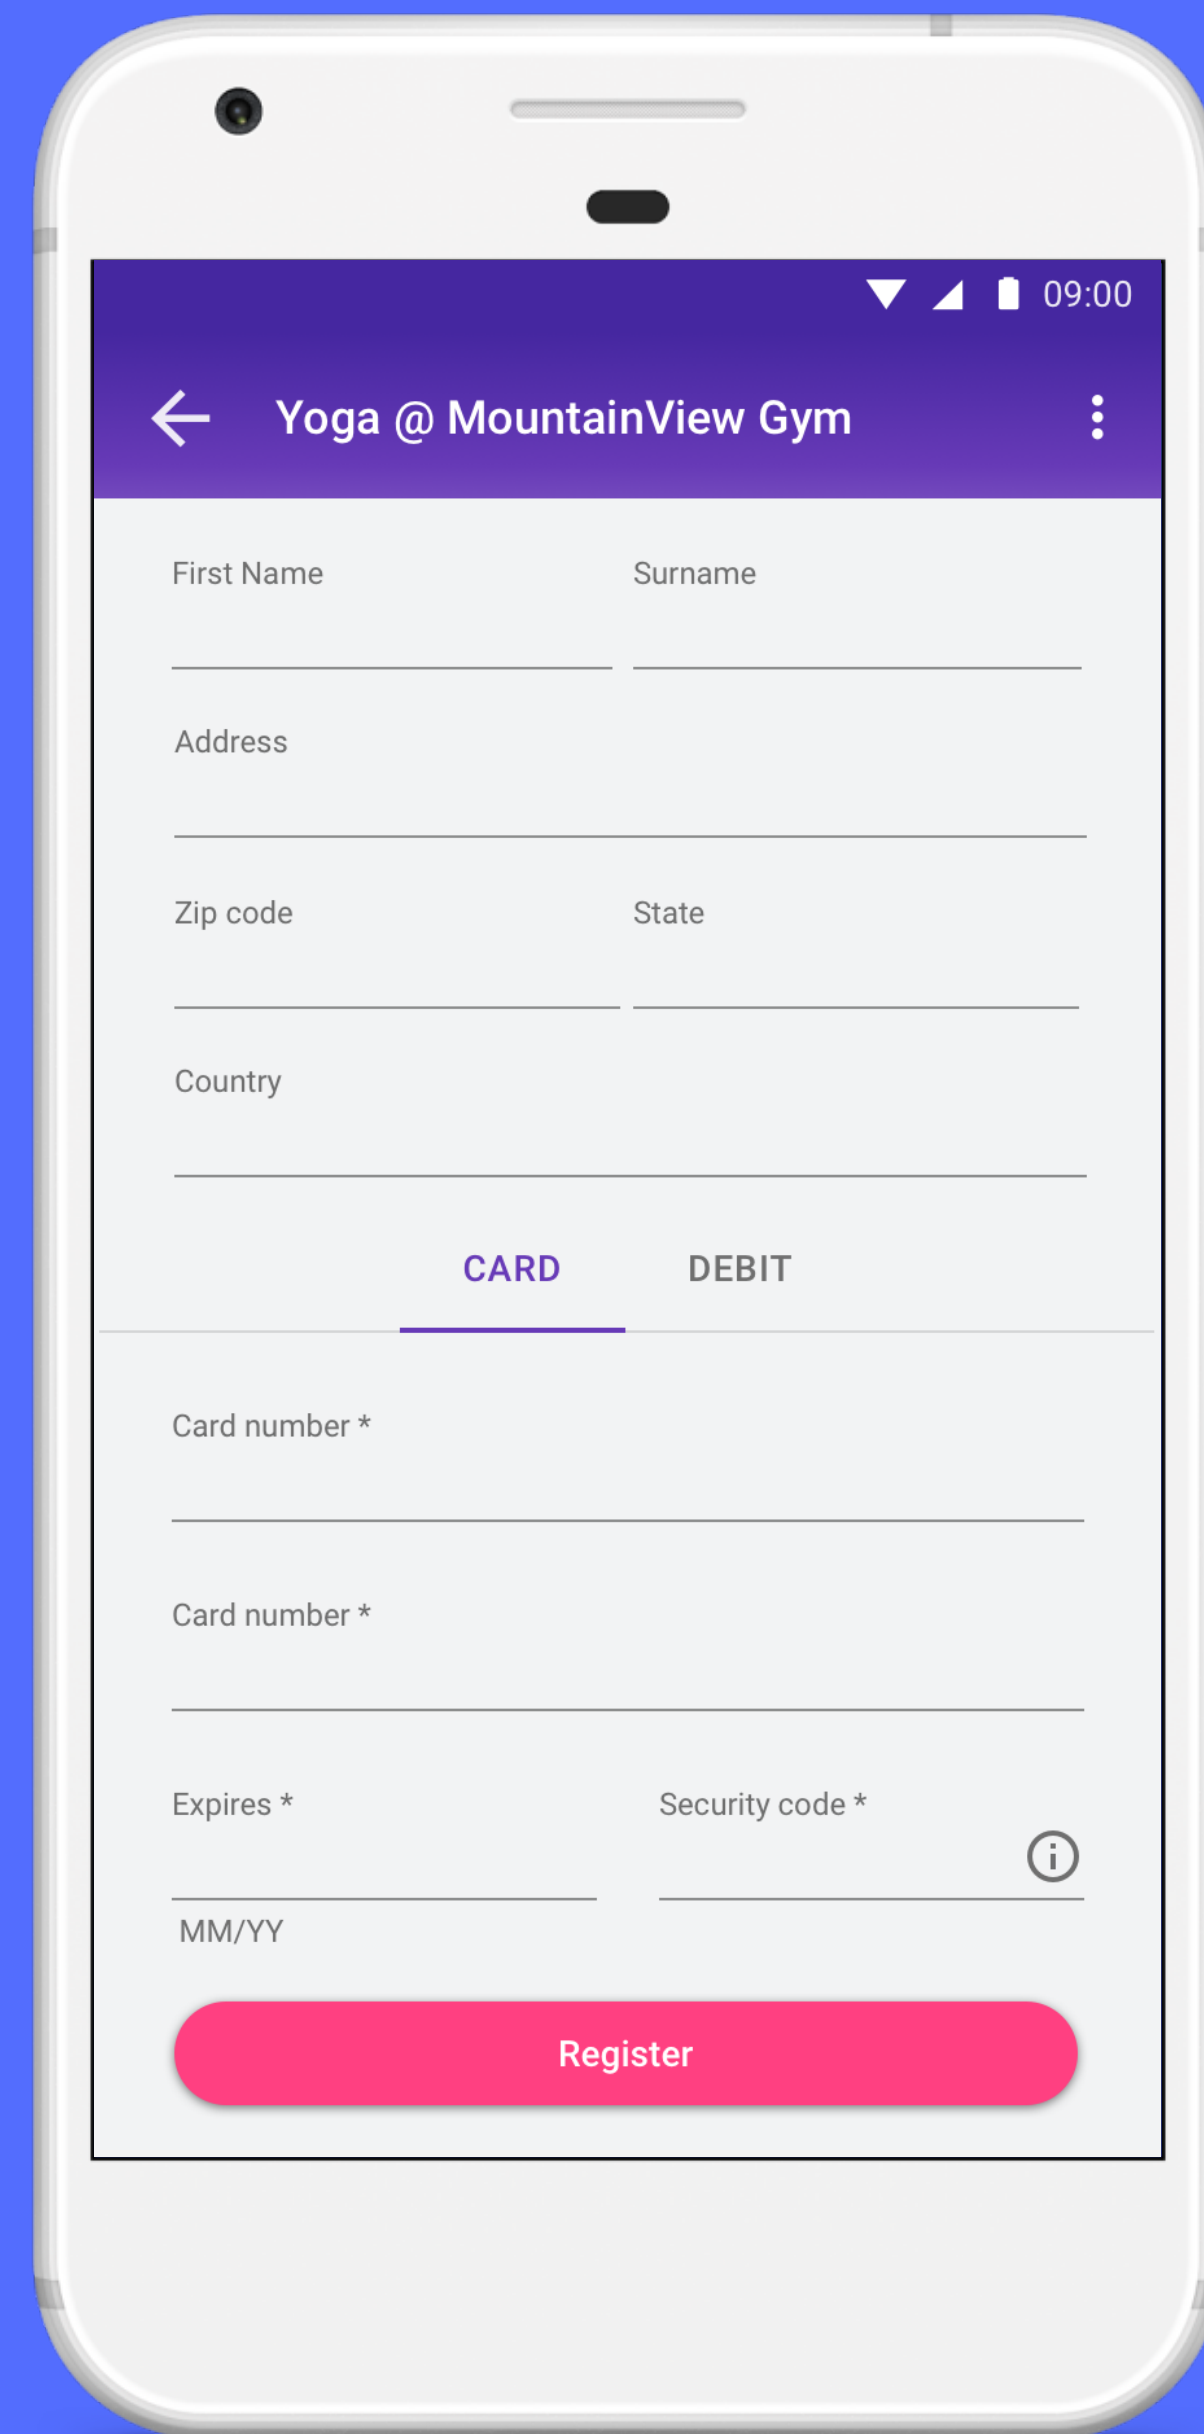 09:00
Yoga @ MountainView Gym
First Name Surname
Address
Zip code State
Country
CARD DEBIT
Card number *
Card number *
Expires * Security code *
MM/YY
Register